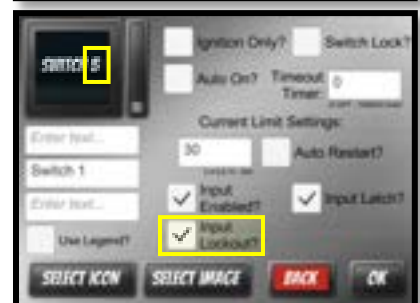 SWITCH 5
Ignition Only?
Switch Lock?
Auto On?
Timeout Timer:
0
Current Limit Settings:
Enter text...
30
Auto Restart?
Switch 1
Input Enabled?
Input Latch?
Enter text...
Input Lockout?
Use Legend?
SELECT ICON
SELECT IMAGE
BACK
OK